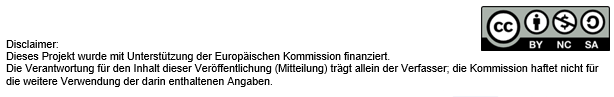 cc
BY NC SA
Disclaimer:
Dieses Projekt wurde mit Unterstützung der Europäischen Kommission finanziert.
Die Verantwortung für den Inhalt dieser Veröffentlichung (Mitteilung) trägt allein der Verfasser; die Kommission haftet nicht für
die weitere Verwendung der darin enthaltenen Angaben.